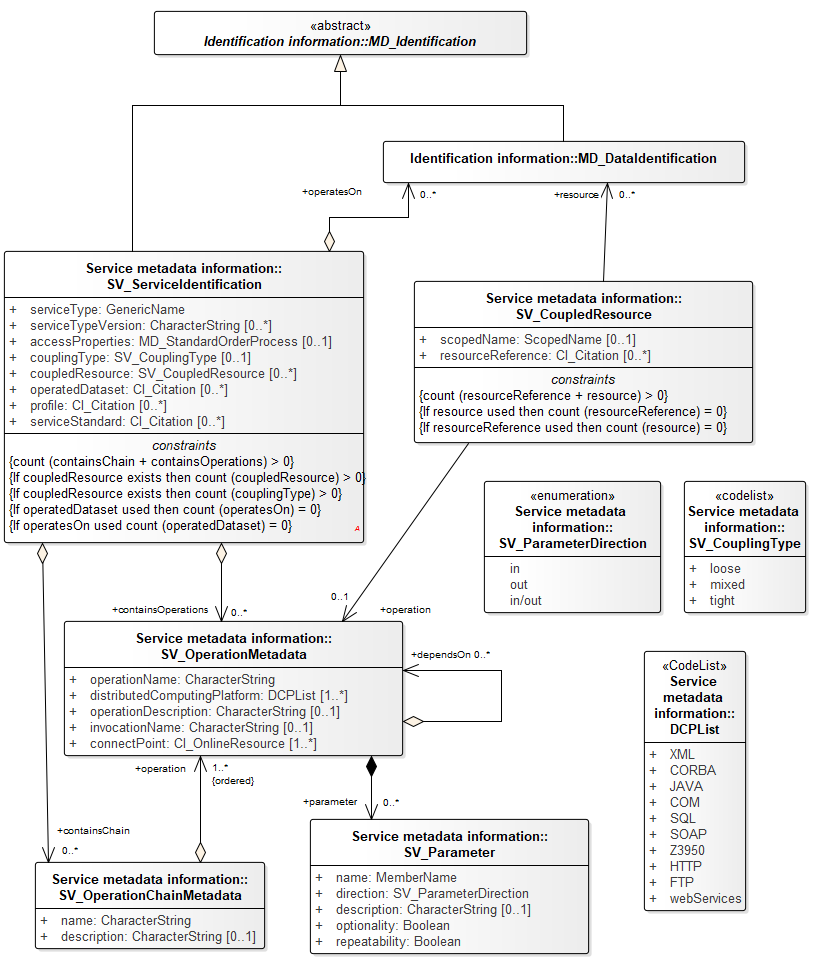 «abstract»
Identification information::MD_Identification
Identification information::MD_DataIdentification
+operatesOn
0..*
+resource
0..*
Service metadata information::
SV_ServiceIdentification
+ serviceType: GenericName
+ serviceTypeVersion: CharacterString [0..*]
+ accessProperties: MD_StandardOrderProcess [0..1]
+ couplingType: SV_CouplingType [0..1]
+ coupledResource: SV_CoupledResource [0..*]
+ operatedDataset: CI_Citation [0..*]
+ profile: CI_Citation [0..*]
+ serviceStandard: CI_Citation [0..*]
constraints
{count (containsChain + containsOperations) > 0}
{If coupledResource exists then count (coupledResource) > 0}
{If coupledResource exists then count (couplingType) > 0}
{If operatedDataset used then count (operatesOn) = 0}
{If operatesOn used count (operatedDataset) = 0}
A
Service metadata information::
SV_CoupledResource
+ scopedName: ScopedName [0..1]
+ resourceReference: CI_Citation [0..*]
constraints
{count (resourceReference + resource) > 0}
{If resource used then count (resourceReference) = 0}
{If resourceReference used then count (resource) = 0}
«enumeration»
Service metadata
information::
SV_ParameterDirection
in
out
in/out
«codelist»
Service metadata
information::
SV_CouplingType
+ loose
+ mixed
+ tight
+containsOperations
0..*
0..1
+operation
Service metadata information::
SV_OperationMetadata
+ operationName: CharacterString
+ distributedComputingPlatform: DCPList [1..*]
+ operationDescription: CharacterString [0..1]
+ invocationName: CharacterString [0..1]
+ connectPoint: CI_OnlineResource [1..*]
+dependsOn 0..*
«CodeList»
Service
metadata
information::
DCPList
+ XML
+ CORBA
+ JAVA
+ COM
+ SQL
+ SOAP
+ Z3950
+ HTTP
+ FTP
+ webServices
+operation
1..*
{ordered}
+parameter
0..*
+containsChain
0..*
Service metadata information::
SV_OperationChainMetadata
+ name: CharacterString
+ description: CharacterString [0..1]
Service metadata information::
SV_Parameter
+ name: MemberName
+ direction: SV_ParameterDirection
+ description: CharacterString [0..1]
+ optionality: Boolean
+ repeatability: Boolean